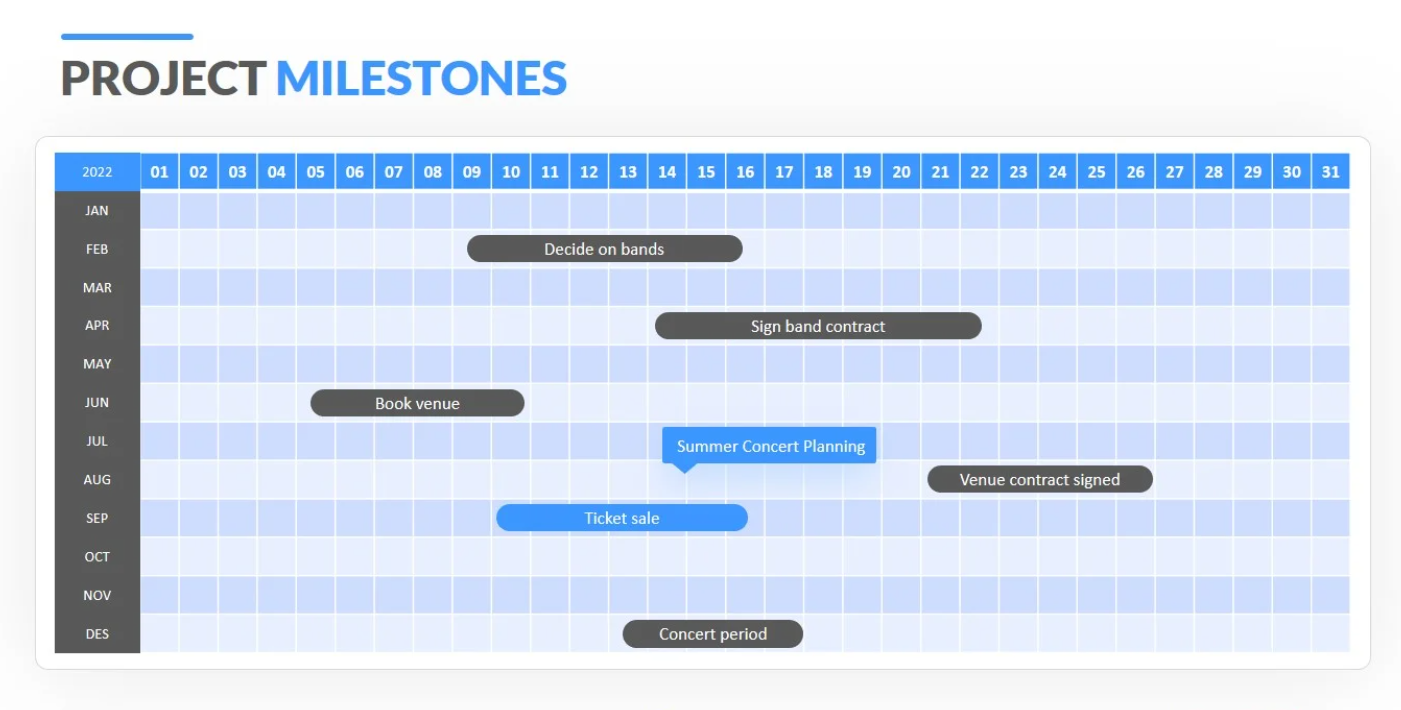 PROJECT MILESTONES
2022 01 02 03 04 05 06 07 08 09 10 11 12 13 14 15 16 17 18 19 20 21 22 23 24 25 26 27 28 29 30 31
JAN
FEB Decide on bands
MAR
APR Sign band contract
MAY
JUN Book venue
JUL Summer Concert Planning
AUG Venue contract signed
SEP Ticket sale
OCT
NOV
DES Concert period